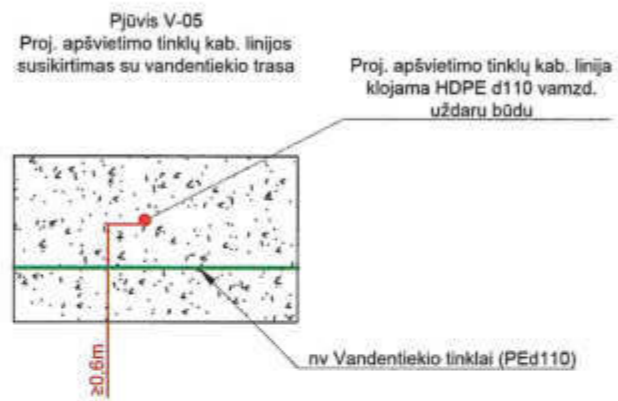 Pjūvis V-05
Proj. apšvietimo tinklų kab. linijos
susikirtimas su vandentiekio trasa
Proj. apšvietimo tinklų kab. linija
klojama HDPE d110 vamzd.
uždaru būdu
nv Vandentiekio tinklai (PEd110)
≥0,6m